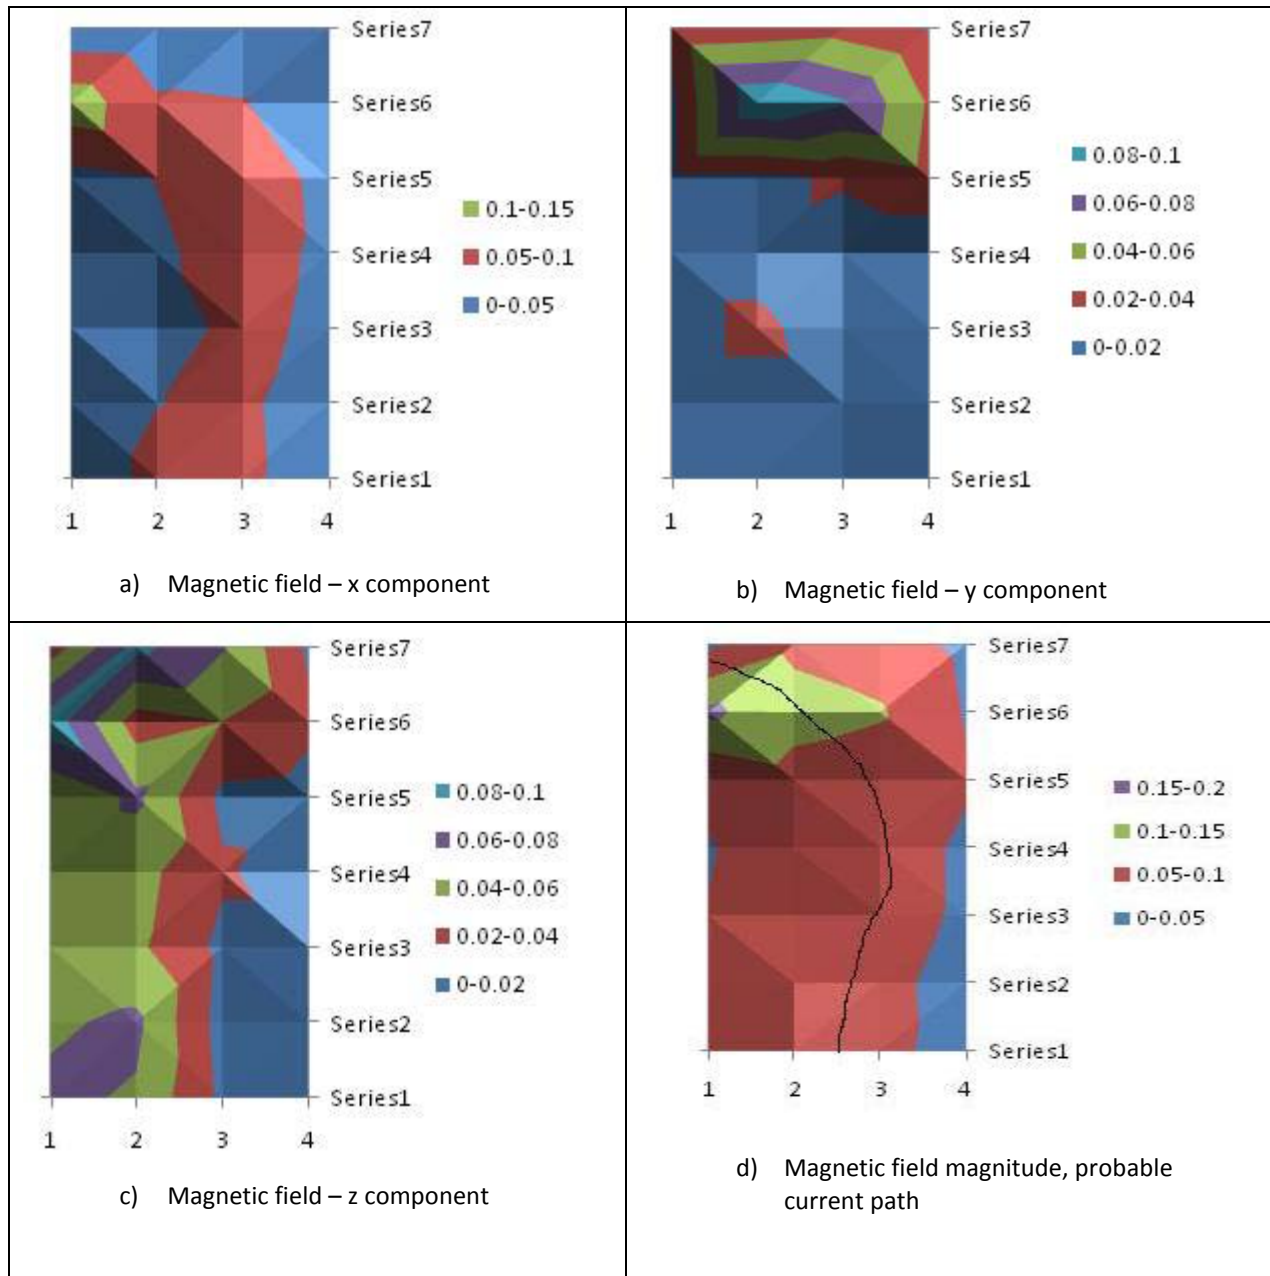 Series7
Series6
Series5
Series4
Series3
Series2
Series1
1 2 3 4
0.1-0.15
0.05-0.1
0-0.05
a) Magnetic field – x component
Series7
Series6
Series5
Series4
Series3
Series2
Series1
1 2 3 4
0.08-0.1
0.06-0.08
0.04-0.06
0.02-0.04
0-0.02
b) Magnetic field – y component
Series7
Series6
Series5
Series4
Series3
Series2
Series1
1 2 3 4
0.08-0.1
0.06-0.08
0.04-0.06
0.02-0.04
0-0.02
c) Magnetic field – z component
Series7
Series6
Series5
Series4
Series3
Series2
Series1
1 2 3 4
0.15-0.2
0.1-0.15
0.05-0.1
0-0.05
d) Magnetic field magnitude, probable
current path